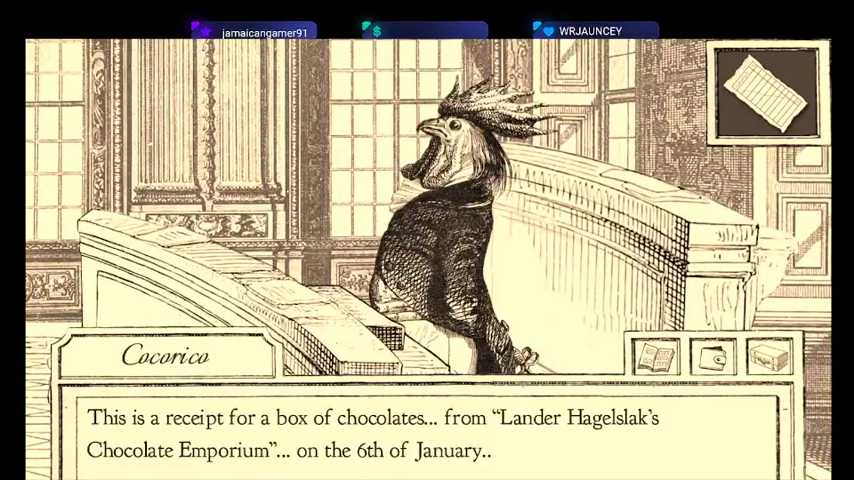 jamaicangamer91
$
WRJAUNCEY
Cocorico
This is a receipt for a box of chocolates... from “Lander Hagelslak’s
Chocolate Emporium”... on the 6th of January..